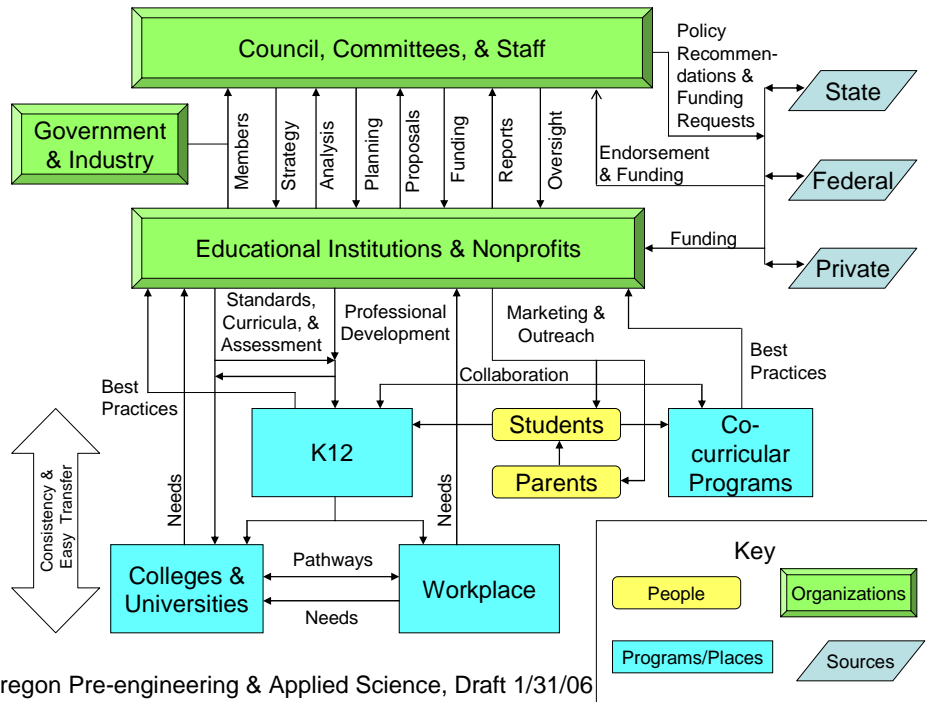 Council, Committees, & Staff
Policy
Recommen-
dations &
Funding
Requests
State
Government
& Industry
Members
Strategy
Analysis
Planning
Proposals
Funding
Reports
Oversight
Endorsement
& Funding
Federal
Educational Institutions & Nonprofits
Funding
Private
Standards,
Curricula, &
Assessment
Professional
Development
Marketing &
Outreach
Best
Practices
Best
Practices
Collaboration
K12
Students
Parents
Co-
curricular
Programs
Consistency &
Easy Transfer
Needs
Needs
Colleges &
Universities
Pathways
Needs
Workplace
Key
People
Organizations
Programs/Places
Sources
regon Pre-engineering & Applied Science, Draft 1/31/06